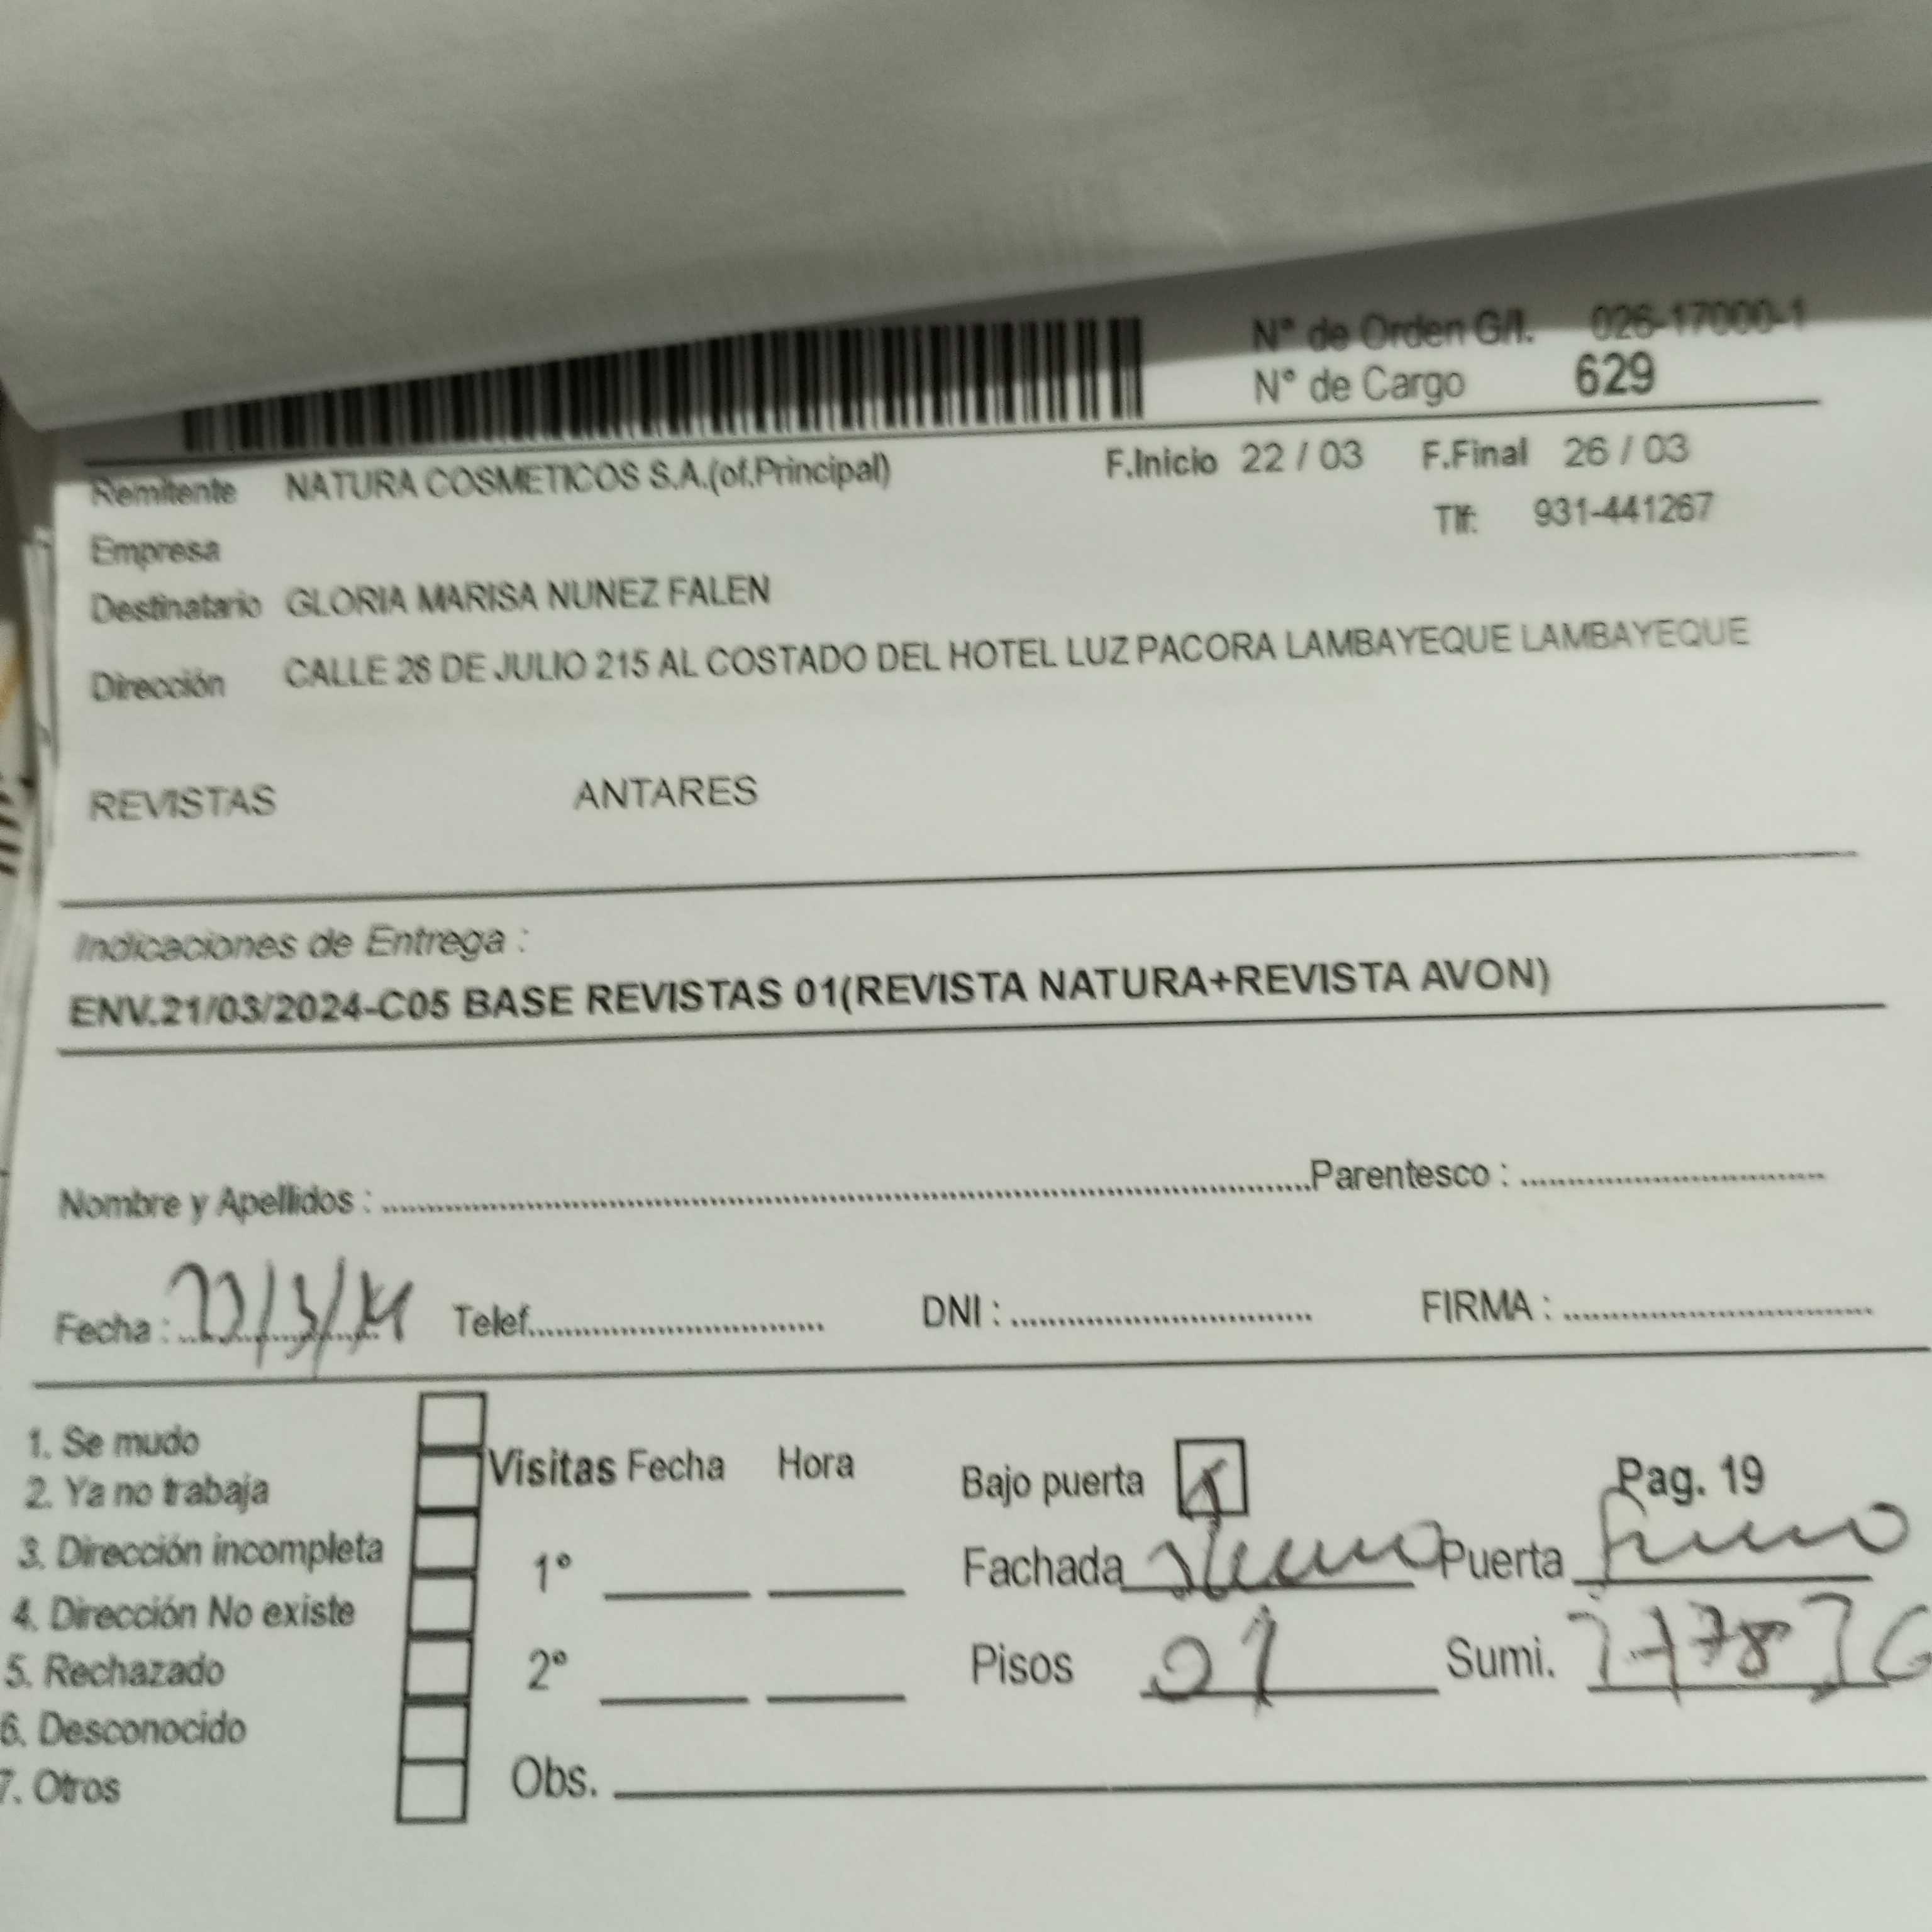 N° de Orden G/I. 026-17000-1
N° de Cargo 629
Remitente NATURA COSMETICOS S.A.(of.Principal) F.Inicio 22 / 03 F.Final 26 / 03
Tlf: 931-441267
Empresa
Destinatario GLORIA MARISA NUNEZ FALEN
Dirección CALLE 28 DE JULIO 215 AL COSTADO DEL HOTEL LUZ PACORA LAMBAYEQUE LAMBAYEQUE
REVISTAS ANTARES
Indicaciones de Entrega :
ENV.21/03/2024-C05 BASE REVISTAS 01(REVISTA NATURA+REVISTA AVON)
Nombre y Apellidos : Parentesco :
Fecha : Telef. DNI : FIRMA :
1. Se mudo
2. Ya no trabaja
3. Dirección incompleta
4. Dirección No existe
5. Rechazado
6. Desconocido
7. Otros
Visitas Fecha Hora
1°
2°
Obs.
Bajo puerta Pag. 19
Fachada Puerta
Pisos 01 Sumi.